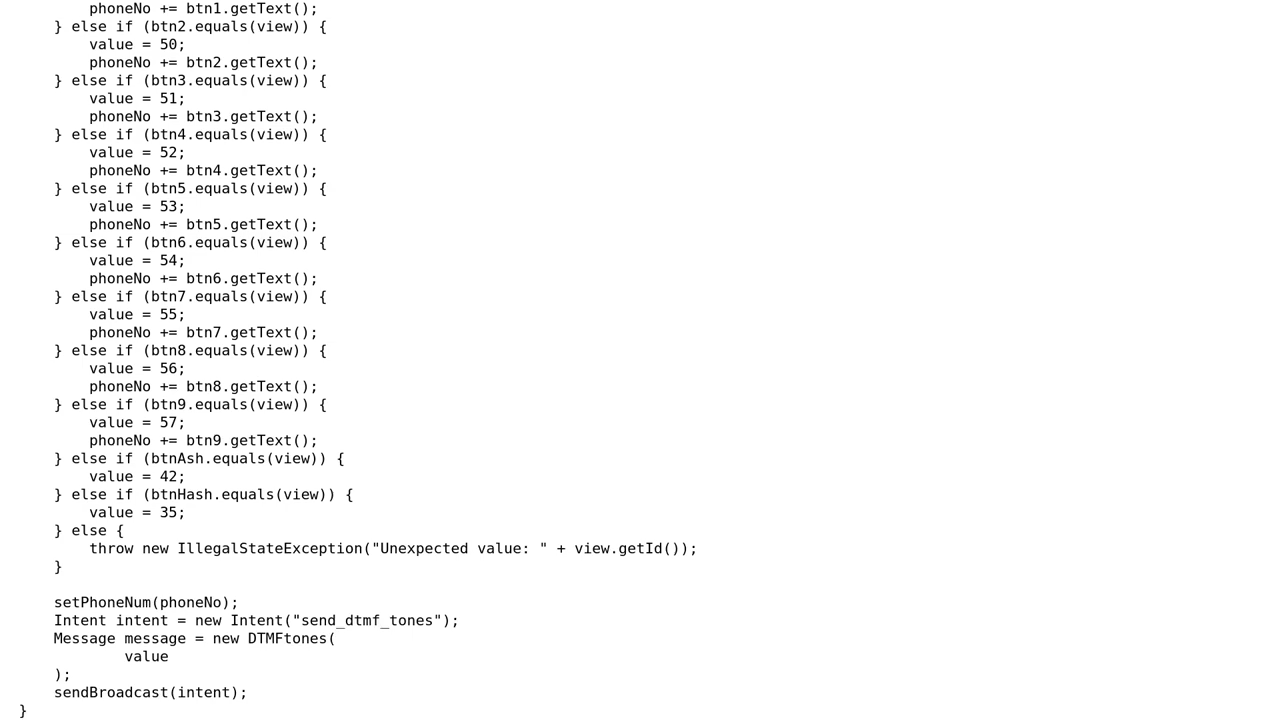 phoneNo += btn1.getText();
} else if (btn2.equals(view)) {
value = 50;
phoneNo += btn2.getText();
} else if (btn3.equals(view)) {
value = 51;
phoneNo += btn3.getText();
} else if (btn4.equals(view)) {
value = 52;
phoneNo += btn4.getText();
} else if (btn5.equals(view)) {
value = 53;
phoneNo += btn5.getText();
} else if (btn6.equals(view)) {
value = 54;
phoneNo += btn6.getText();
} else if (btn7.equals(view)) {
value = 55;
phoneNo += btn7.getText();
} else if (btn8.equals(view)) {
value = 56;
phoneNo += btn8.getText();
} else if (btn9.equals(view)) {
value = 57;
phoneNo += btn9.getText();
} else if (btnAsh.equals(view)) {
value = 42;
} else if (btnHash.equals(view)) {
value = 35;
} else {
throw new IllegalStateException("Unexpected value: " + view.getId());
}
setPhoneNum(phoneNo);
Intent intent = new Intent("send_dtmf_tones");
Message message = new DTMFtones(
value
);
sendBroadcast(intent);
}